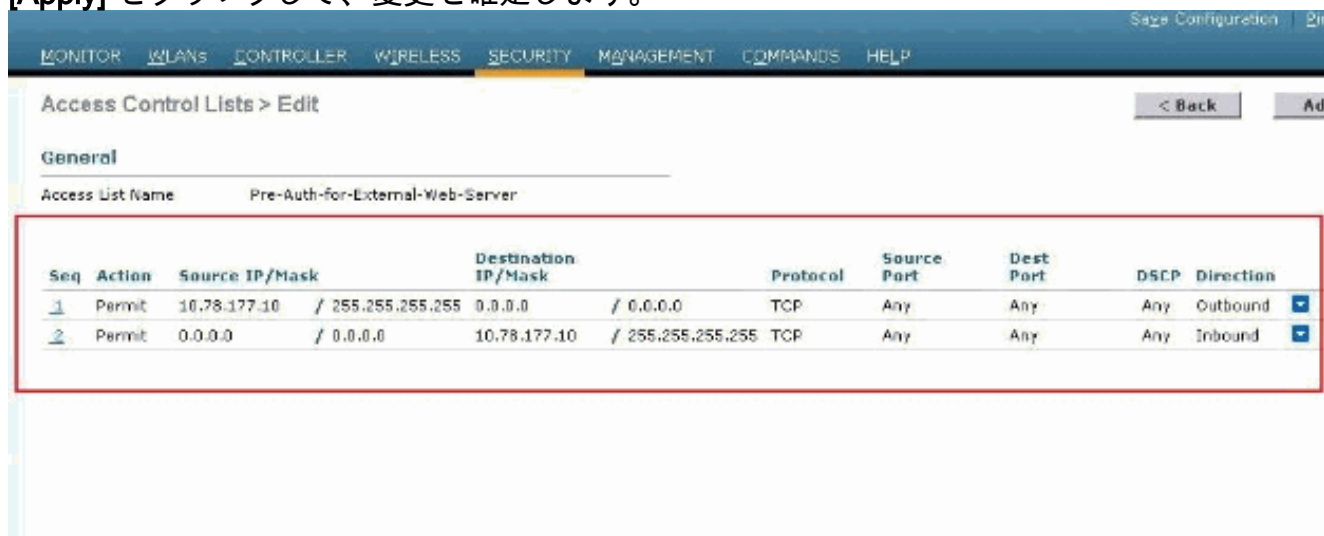 [Apply] をクリックして、変更を確定します。
Save Configuration
MONITOR WLANs CONTROLLER WIRELESS SECURITY MANAGEMENT COMMANDS HELP
Access Control Lists > Edit
< Back
General
Access List Name Pre-Auth-for-External-Web-Server
Seq Action Source IP/Mask Destination IP/Mask Protocol Source Port Dest Port DSCP Direction
1 Permit 10.78.177.10 / 255.255.255.255 0.0.0.0 / 0.0.0.0 TCP Any Any Any Outbound
2 Permit 0.0.0.0 / 0.0.0.0 10.78.177.10 / 255.255.255.255 TCP Any Any Any Inbound